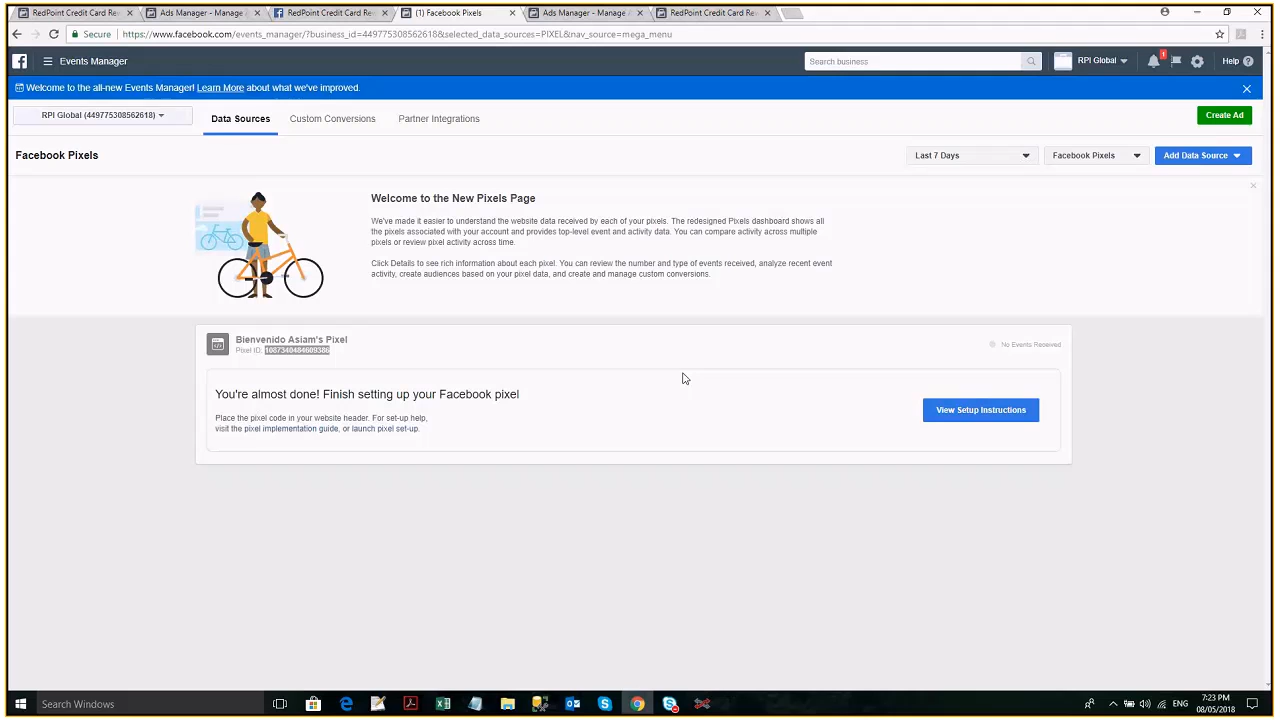 RedPoint Credit Card Re
Ads Manager - Manage
RedPoint Credit Card Re
(1) Facebook Pixels
Ads Manager - Manage A
RedPoint Credit Card Re
Secure
https://www.facebook.com/events_manager/?business_id=449775308562618&selected_data_sources=PIXEL&nav_source=mega_menu
Events Manager
Search business
RPI Global
1
Help
Welcome to the all-new Events Manager! Learn More about what we've improved.
RPI Global (449775308562618)
Data Sources
Custom Conversions
Partner Integrations
Create Ad
Facebook Pixels
Last 7 Days
Facebook Pixels
Add Data Source
Welcome to the New Pixels Page
We've made it easier to understand the website data received by each of your pixels. The redesigned Pixels dashboard shows all
the pixels associated with your account and provides top-level event and activity data. You can compare activity across multiple
pixels or review pixel activity across time.
Click Details to see rich information about each pixel. You can review the number and type of events received, analyze recent event
activity, create audiences based on your pixel data, and create and manage custom conversions.
Bienvenido Asiam's Pixel
Pixel ID:
No Events Received
You're almost done! Finish setting up your Facebook pixel
Place the pixel code in your website header. For set-up help,
visit the pixel implementation guide, or launch pixel set-up.
View Setup Instructions
Search Windows
ENG
7:23 PM
08/05/2018